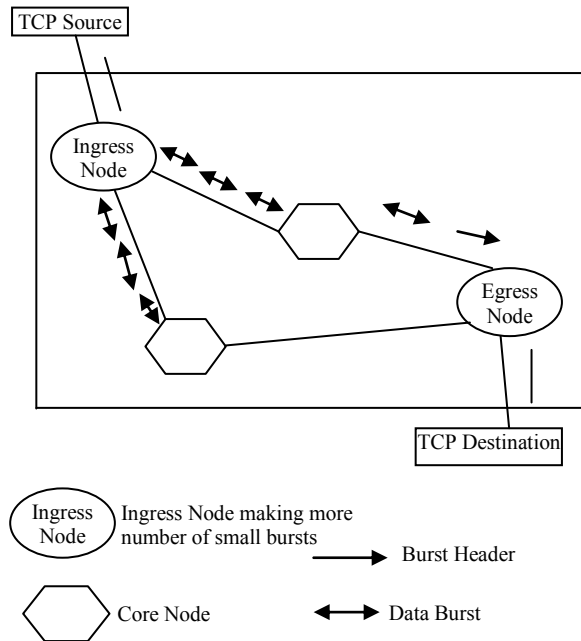 TCP Source
Ingress
Node
Egress
Node
TCP Destination
Ingress
Node
Ingress Node making more
number of small bursts
Burst Header
Core Node
Data Burst